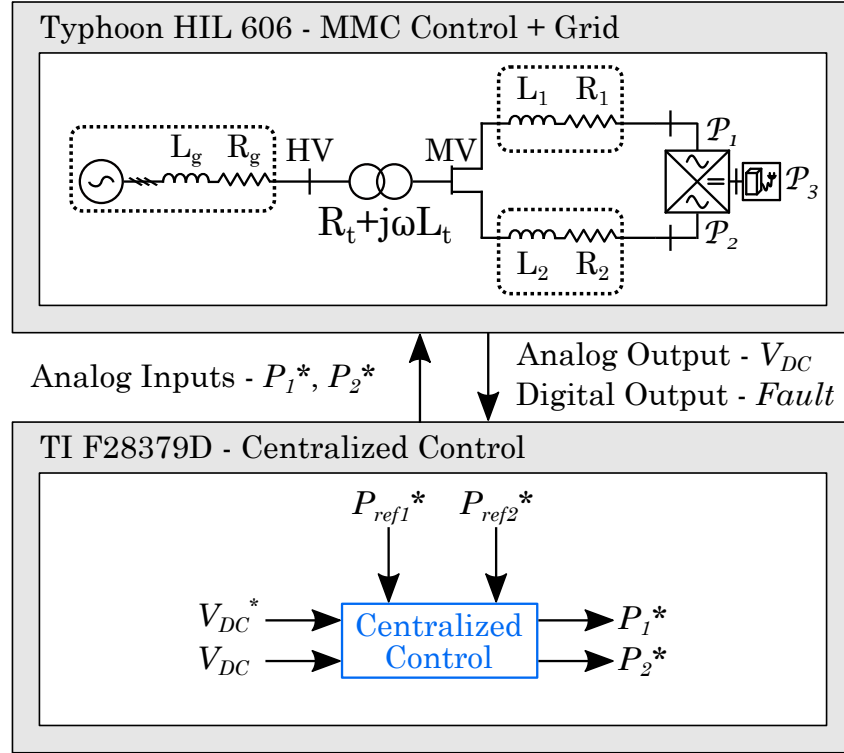 Typhoon HIL 606 - MMC Control + Grid
L1 R1
Lg Rg HV MV P1
P3
Rt+jωLt
P2
L2 R2
Analog Inputs - P1*, P2*
Analog Output - VDC
Digital Output - Fault
TI F28379D - Centralized Control
Pref1* Pref2*
VDC* Centralized P1*
VDC Control P2*